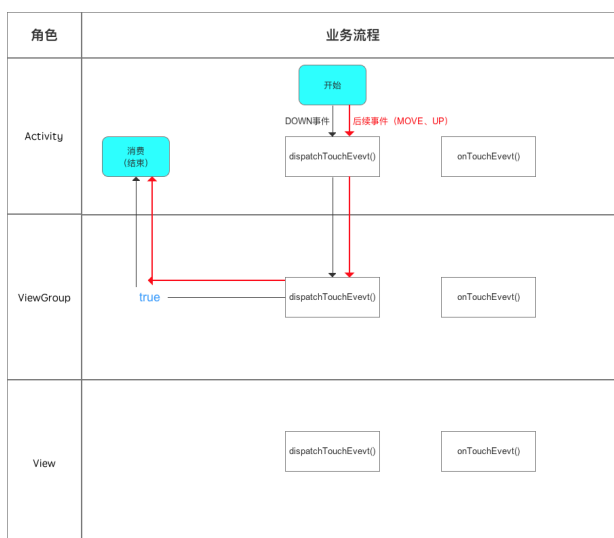 角色
业务流程
开始
DOWN事件
后续事件（MOVE、UP）
Activity
消费
（结束）
dispatchTouchEvevt()
onTouchEvevt()
ViewGroup
true
dispatchTouchEvevt()
onTouchEvevt()
View
dispatchTouchEvevt()
onTouchEvevt()